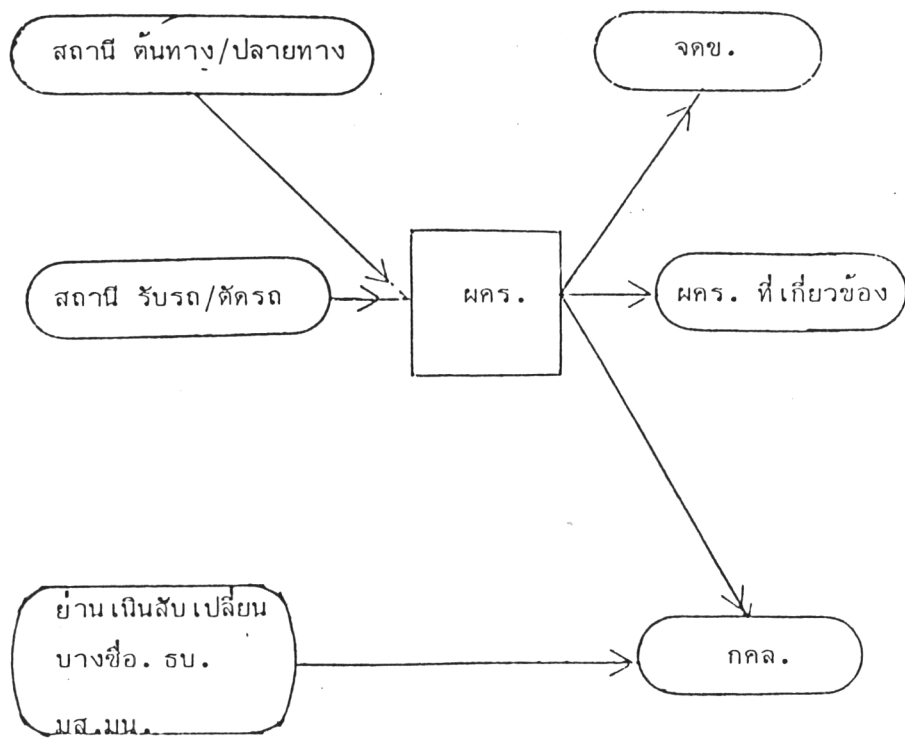 สถานี ต้นทาง/ปลายทาง
จดข.
สถานี รับรถ/ตัดรถ
ผคร.
ผคร. ที่เกี่ยวข้อง
ย่านเนินสับเปลี่ยน
บางซื่อ. ธบ.
มส.มน.
กคล.